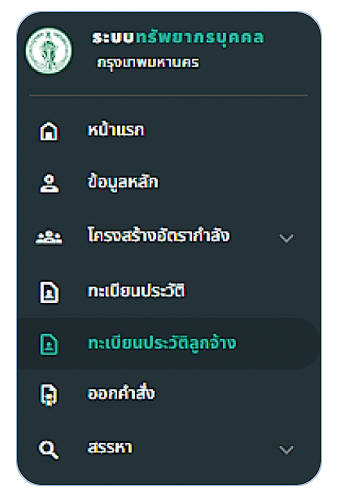 ระบบทรัพยากรบุคคล
กรุงเทพมหานคร
หน้าแรก
ข้อมูลหลัก
โครงสร้างอัตรากำลัง
ทะเบียนประวัติ
ทะเบียนประวัติลูกจ้าง
ออกคำสั่ง
สรรหา